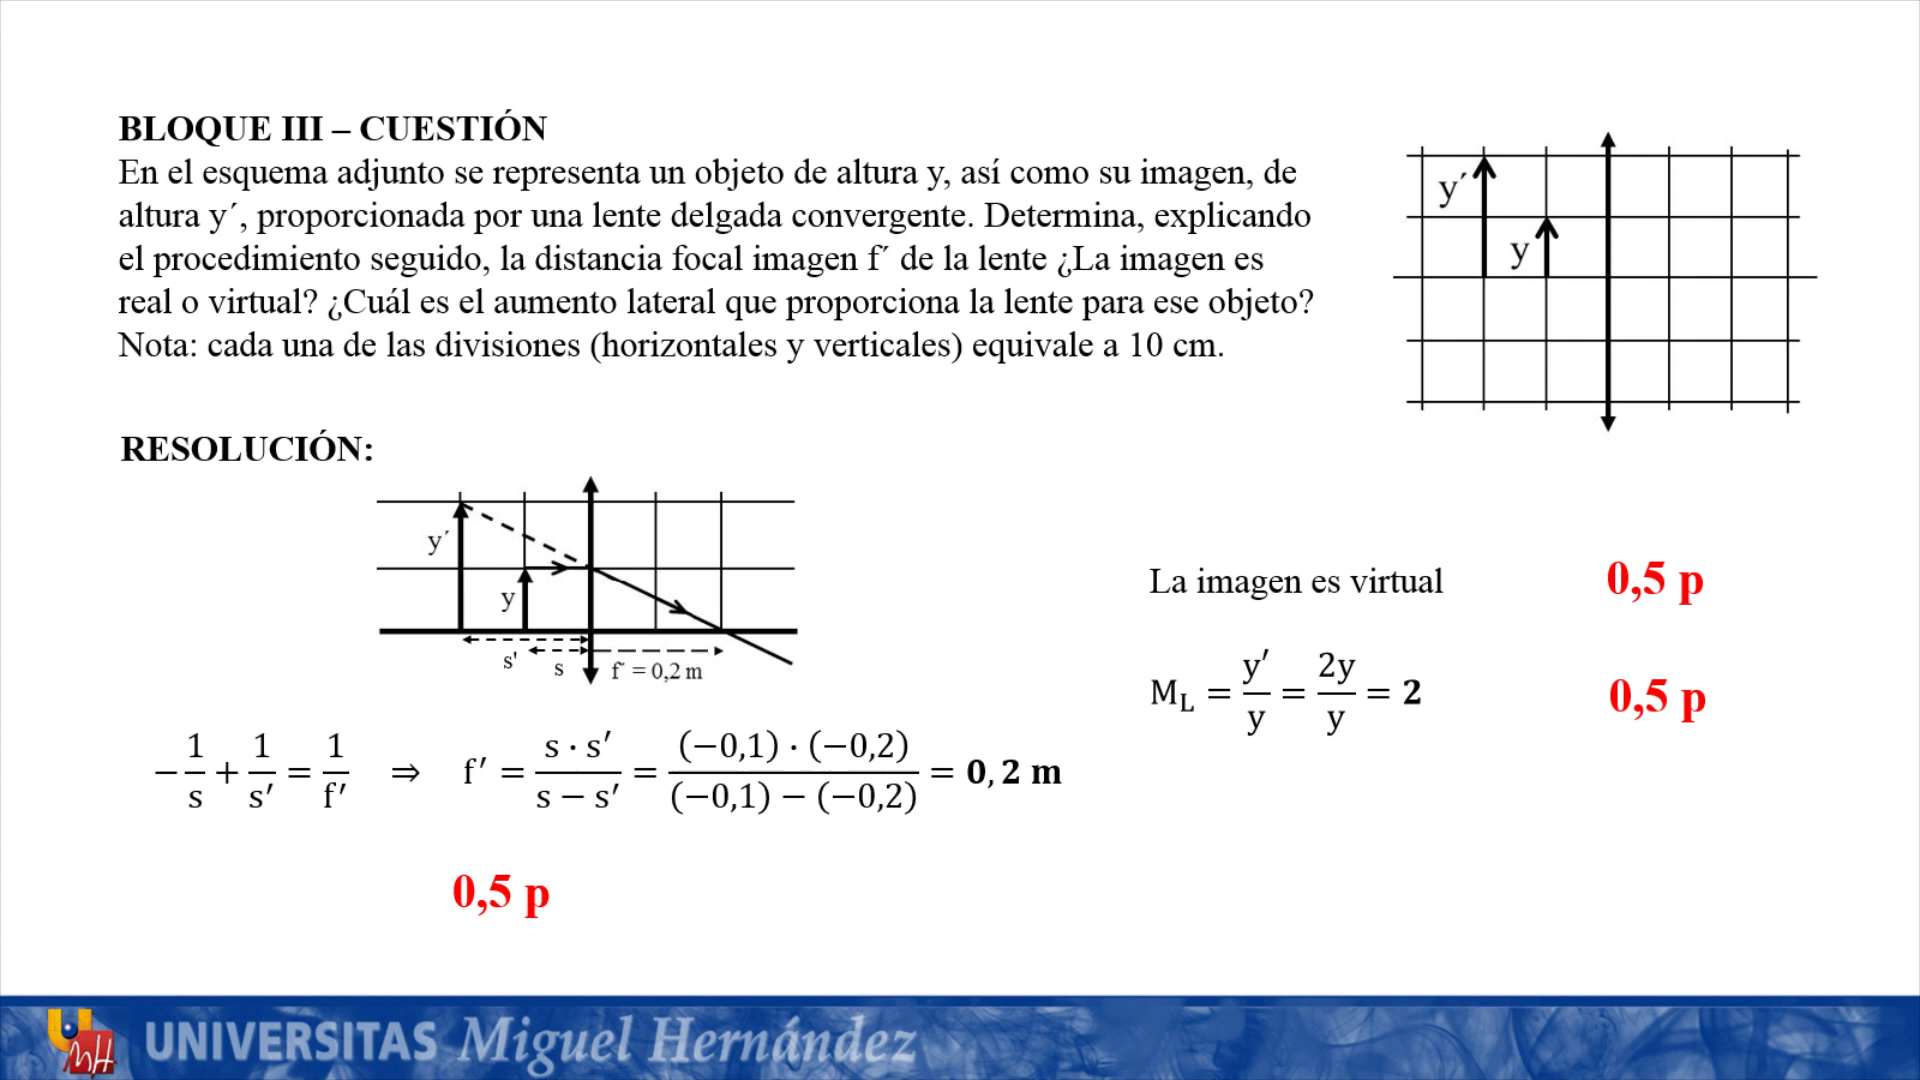 BLOQUE III – CUESTIÓN
En el esquema adjunto se representa un objeto de altura y, así como su imagen, de
altura y´, proporcionada por una lente delgada convergente. Determina, explicando
el procedimiento seguido, la distancia focal imagen f´ de la lente ¿La imagen es
real o virtual? ¿Cuál es el aumento lateral que proporciona la lente para ese objeto?
Nota: cada una de las divisiones (horizontales y verticales) equivale a 10 cm.
y´
y
RESOLUCIÓN:
y´
y
s'
s
f´ = 0,2 m
−1/s + 1/s′ = 1/f′ ⇒ f′ = (s · s′)/(s − s′) = ((−0,1) · (−0,2))/((−0,1) − (−0,2)) = 0,2 m
0,5 p
La imagen es virtual 0,5 p
M_L = y′/y = 2y/y = 2 0,5 p
UNIVERSITAS Miguel Hernández